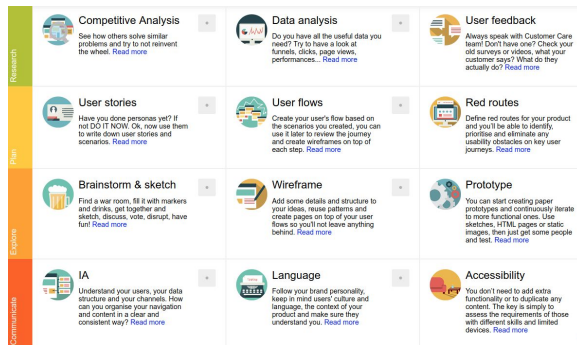 Research
Competitive Analysis
See how others solve similar
problems and try to not reinvent
the wheel. Read more
Data analysis
Do you have all the useful data you
need? Try to have a look at
funnels, clicks, page views,
performances... Read more
User feedback
Always speak with Customer Care
team! Don't have one? Check your
old surveys or videos, what your
customer says? What do they
actually do? Read more
Plan
User stories
Have you done personas yet? If
not DO IT NOW. Ok, now use them
to write down user stories and
scenarios. Read more
User flows
Create your user's flow based on
the scenarios you created, you can
use it later to review the journey
and create wireframes on top of
each step. Read more
Red routes
Define red routes for your product
and you'll be able to identify,
prioritise and eliminate any
usability obstacles on key user
journeys. Read more
Explore
Brainstorm & sketch
Find a war room, fill it with markers
and drinks, get together and
sketch, discuss, vote, disrupt, have
fun! Read more
Wireframe
Add some details and structure to
your ideas, reuse patterns and
create pages on top of your user
flows so you'll not leave anything
behind. Read more
Prototype
You can start creating paper
prototypes and continuously iterate
to more functional ones. Use
sketches, HTML pages or static
images, then just get some people
and test, Read more
Communicate
IA
Understand your users, your data
structure and your channels. How
can you organise your navigation
and content in a clear and
consistent way? Read more
Language
Follow your brand personality,
keep in mind users' culture and
language, the context of your
product and make sure they
understand you. Read more
Accessibility
You don't need to add extra
functionality or to duplicate any
content. The key is simply to
assess the requirements of those
with different skills and limited
devices. Read more